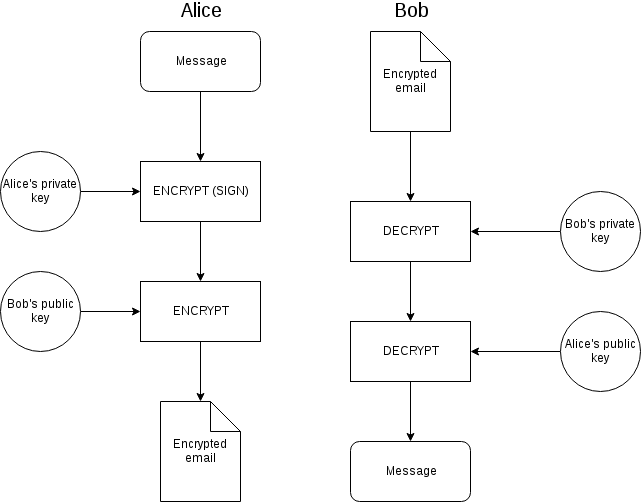 Alice
Message
Alice's private
key
ENCRYPT (SIGN)
Bob's public
key
ENCRYPT
Encrypted
email
Bob
Encrypted
email
DECRYPT
Bob's private
key
DECRYPT
Alice's public
key
Message